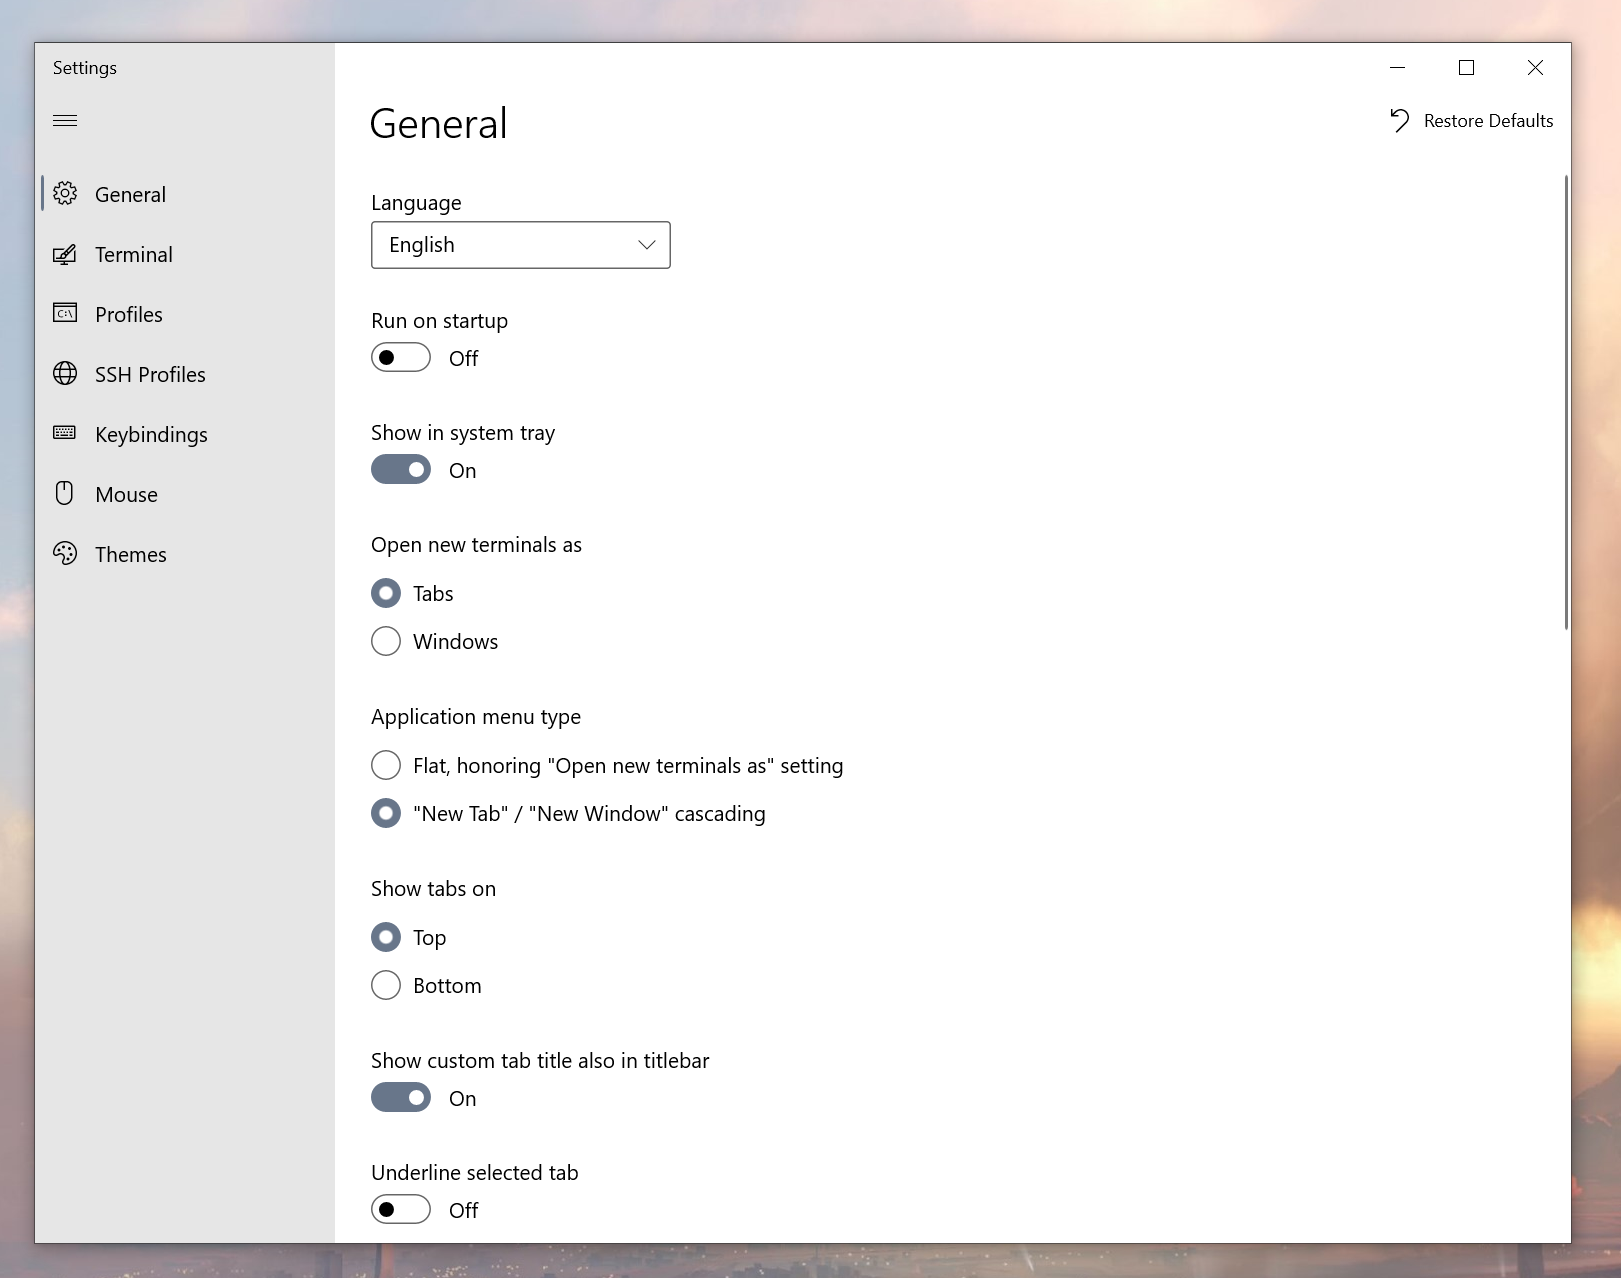 Settings
General
Restore Defaults
General
Terminal
C:\
Profiles
SSH Profiles
Keybindings
Mouse
Themes
Language
English
Run on startup
Off
Show in system tray
On
Open new terminals as
Tabs
Windows
Application menu type
Flat, honoring "Open new terminals as" setting
"New Tab" / "New Window" cascading
Show tabs on
Top
Bottom
Show custom tab title also in titlebar
On
Underline selected tab
Off